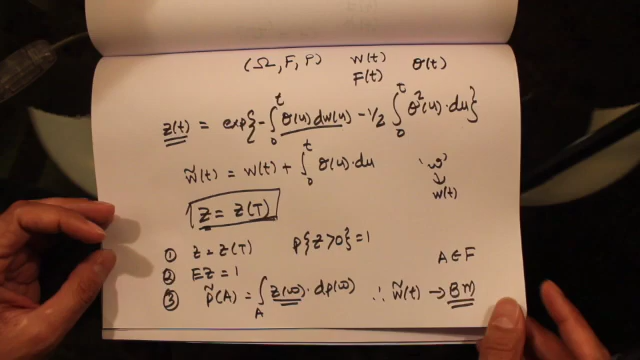 (Ω, F, P) W(t) θ(t)
F(t)
Z(t) = exp{-∫₀ᵗ θ(u) dW(u) - 1/2 ∫₀ᵗ θ²(u)·du}
W̃(t) = W(t) + ∫₀ᵗ θ(u)·du
'ω'
↓
W(t)
Z = Z(T)
① Z = Z(T) P{Z>0}=1
② EZ = 1 A ∈ F
③ P̃(A) = ∫_A Z(ω)·dP(ω) ∴ W̃(t) → BM